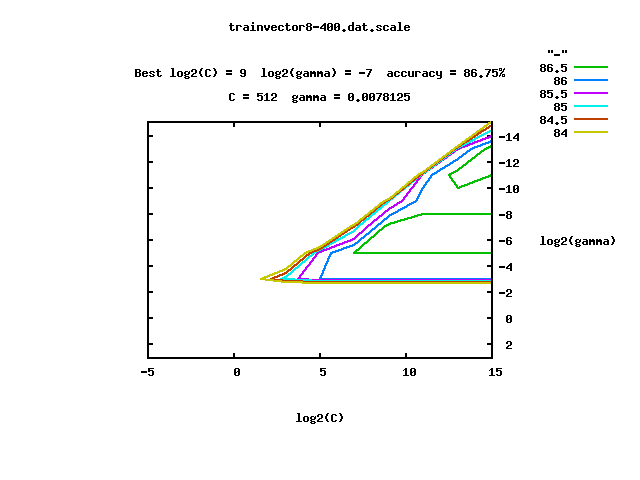 trainvector8-400.dat.scale
"-"
Best log2(C) = 9 log2(gamma) = -7 accuracy = 86.75%
86.5
86
C = 512 gamma = 0.0078125
85.5
85
84.5
84
-14
-12
-10
-8
-6
log2(gamma)
-4
-2
0
2
-5 0 5 10 15
log2(C)